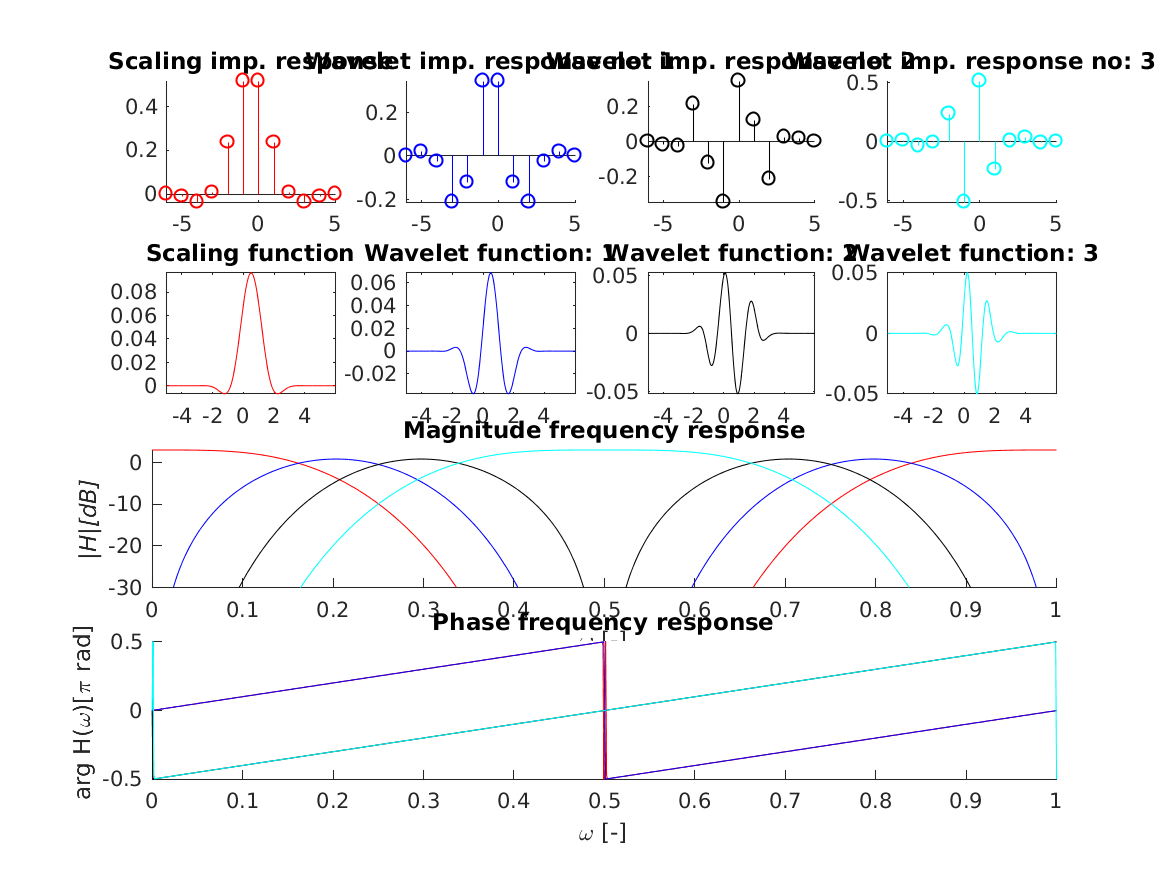 Scaling imp. response
Wavelet imp. response no: 1
Wavelet imp. response no: 2
Wavelet imp. response no: 3
0.4
0.2
0
-5 0 5
0.2
0
-0.2
-5 0 5
0.2
0
-0.2
-5 0 5
0.5
0
-0.5
-5 0 5
Scaling function
Wavelet function: 1
Wavelet function: 2
Wavelet function: 3
0.08
0.06
0.04
0.02
0
-4 -2 0 2 4
0.06
0.04
0.02
0
-0.02
-4 -2 0 2 4
0.05
0
-0.05
-4 -2 0 2 4
0.05
0
-0.05
-4 -2 0 2 4
Magnitude frequency response
|H|[dB]
0
-10
-20
-30
0 0.1 0.2 0.3 0.4 0.5 0.6 0.7 0.8 0.9 1
Phase frequency response
arg H(ω)[π rad]
0.5
0
-0.5
0 0.1 0.2 0.3 0.4 0.5 0.6 0.7 0.8 0.9 1
ω [-]